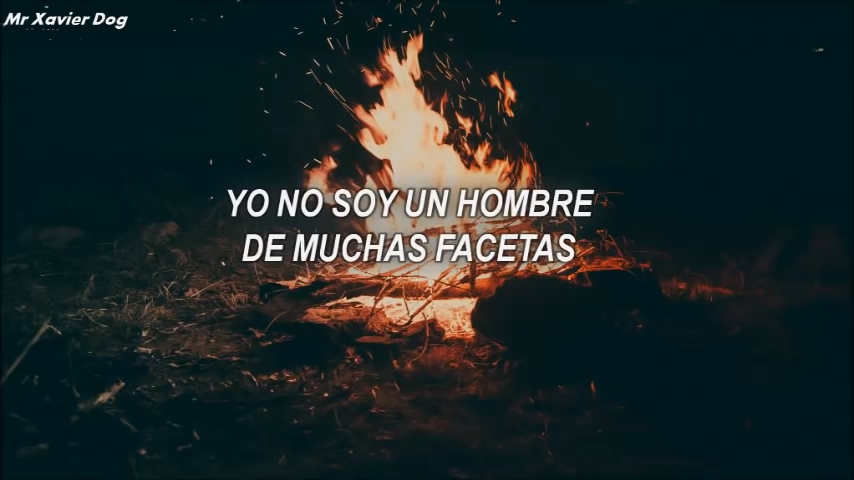 Mr Xavier Dog
YO NO SOY UN HOMBRE
DE MUCHAS FACETAS